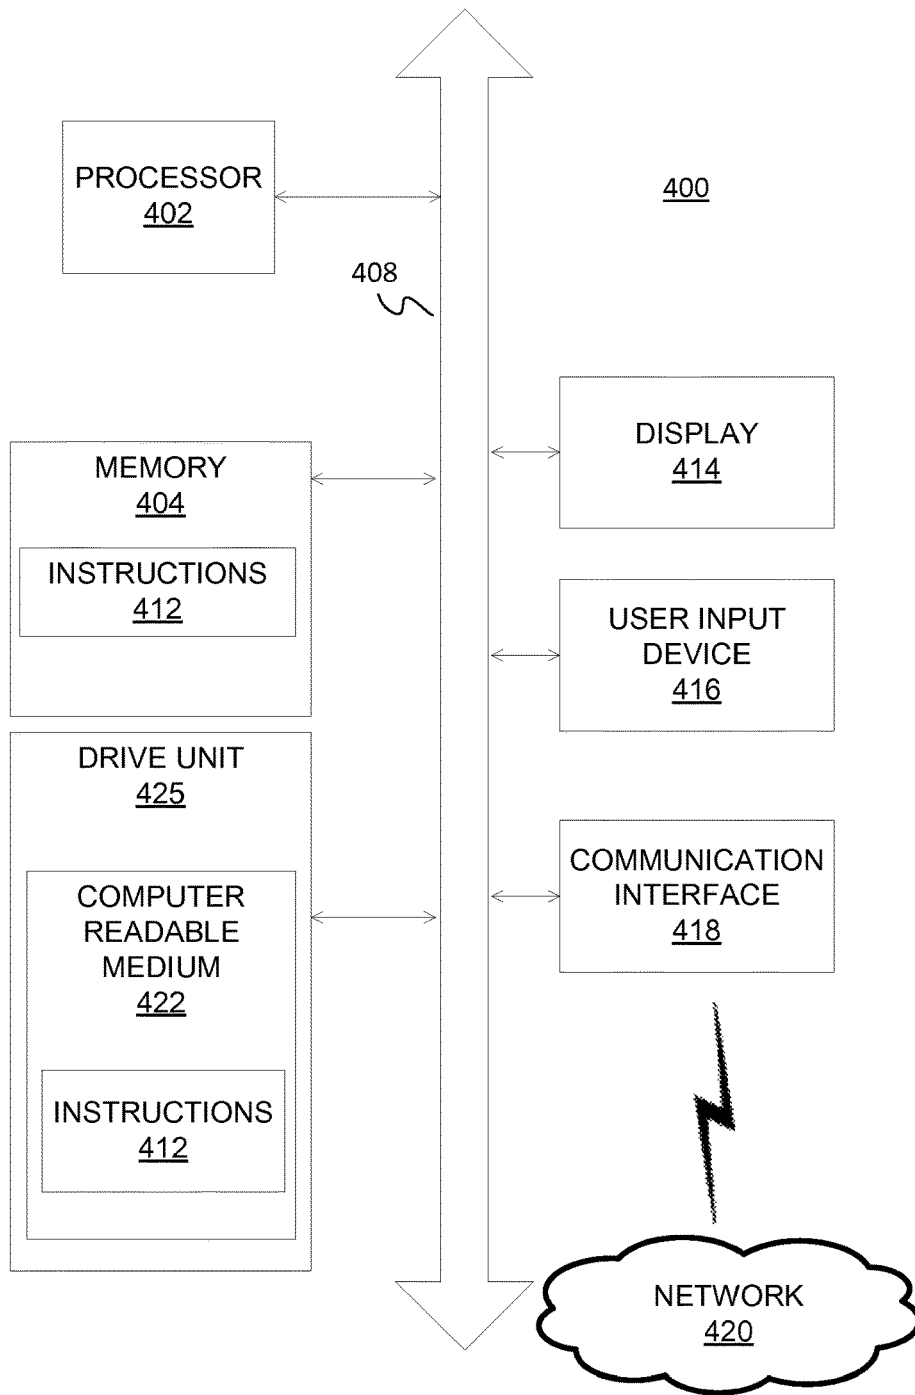 PROCESSOR
402
400
408
MEMORY
404
INSTRUCTIONS
412
DRIVE UNIT
425
COMPUTER
READABLE
MEDIUM
422
INSTRUCTIONS
412
DISPLAY
414
USER INPUT
DEVICE
416
COMMUNICATION
INTERFACE
418
NETWORK
420